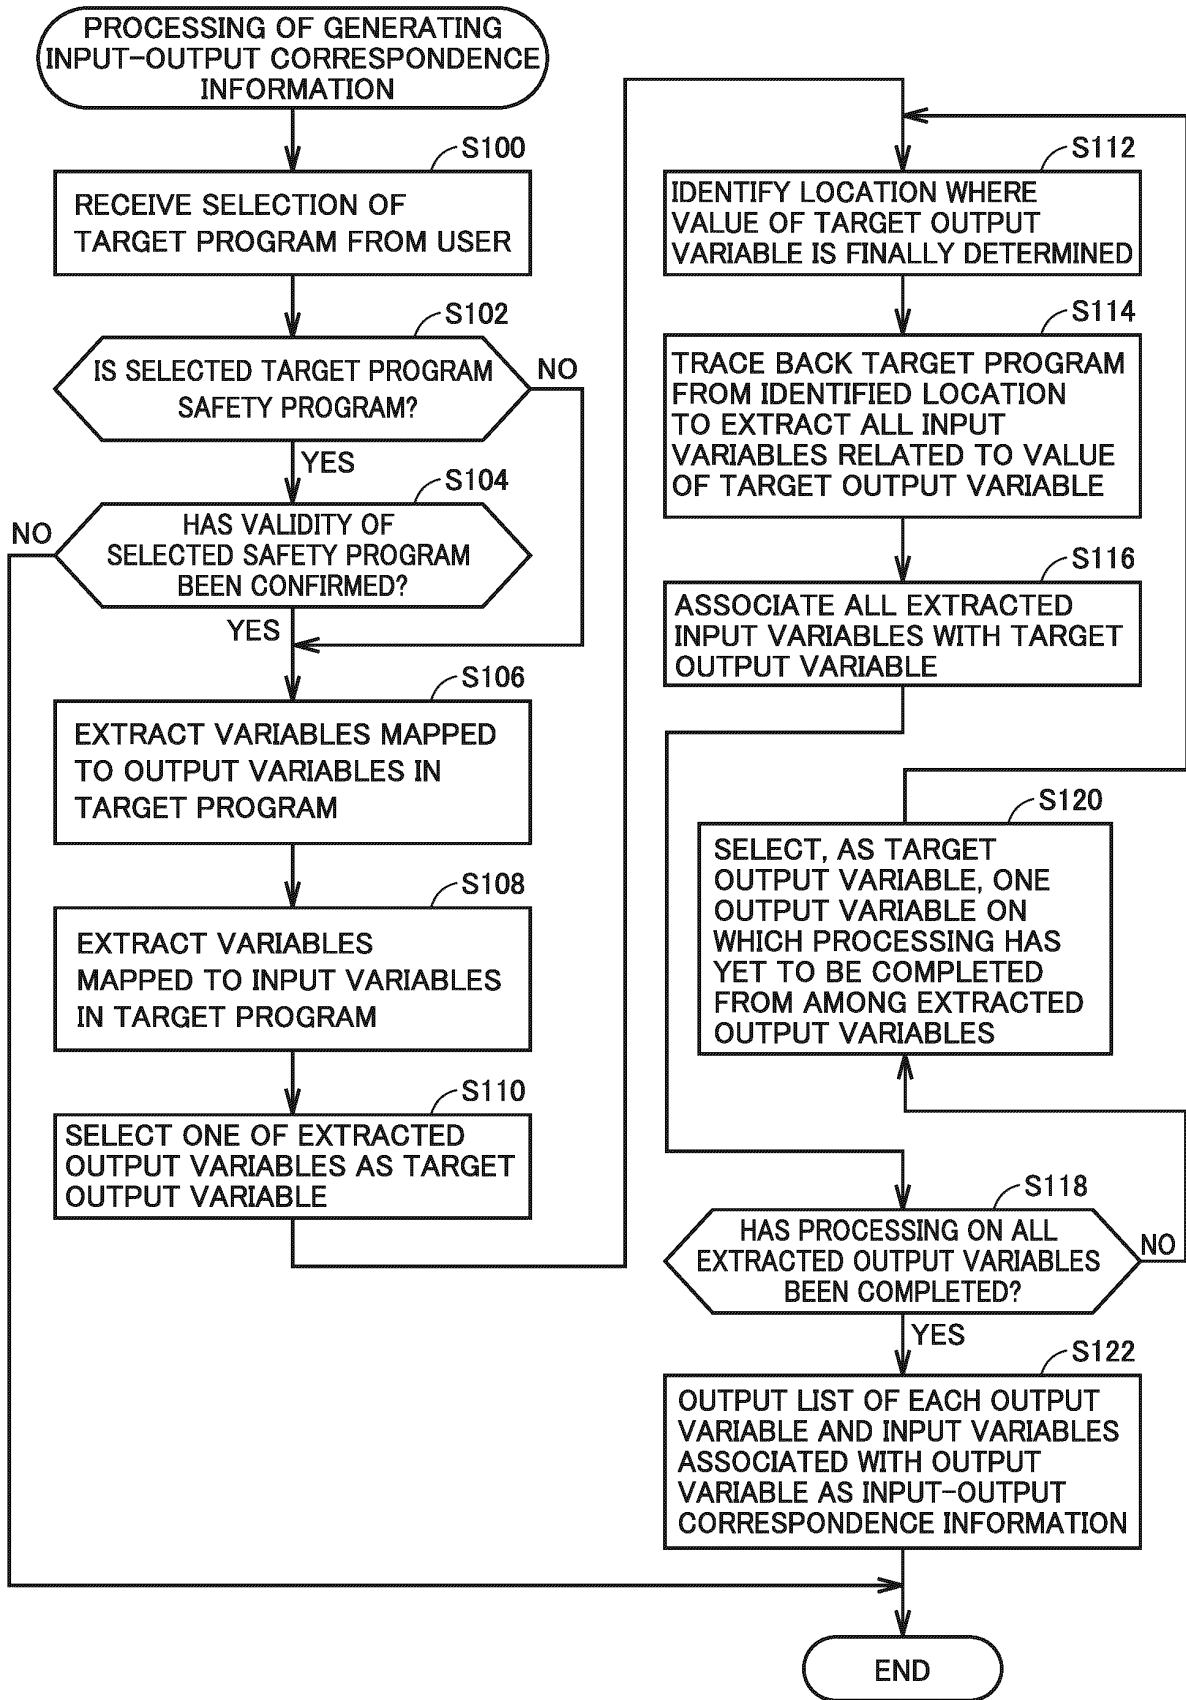 PROCESSING OF GENERATING
INPUT-OUTPUT CORRESPONDENCE
INFORMATION
S100
RECEIVE SELECTION OF
TARGET PROGRAM FROM USER
S102
IS SELECTED TARGET PROGRAM
SAFETY PROGRAM?
NO
YES
S104
HAS VALIDITY OF
SELECTED SAFETY PROGRAM
BEEN CONFIRMED?
NO
YES
S106
EXTRACT VARIABLES MAPPED
TO OUTPUT VARIABLES IN
TARGET PROGRAM
S108
EXTRACT VARIABLES
MAPPED TO INPUT VARIABLES
IN TARGET PROGRAM
S110
SELECT ONE OF EXTRACTED
OUTPUT VARIABLES AS TARGET
OUTPUT VARIABLE
S112
IDENTIFY LOCATION WHERE
VALUE OF TARGET OUTPUT
VARIABLE IS FINALLY DETERMINED
S114
TRACE BACK TARGET PROGRAM
FROM IDENTIFIED LOCATION
TO EXTRACT ALL INPUT
VARIABLES RELATED TO VALUE
OF TARGET OUTPUT VARIABLE
S116
ASSOCIATE ALL EXTRACTED
INPUT VARIABLES WITH TARGET
OUTPUT VARIABLE
S120
SELECT, AS TARGET
OUTPUT VARIABLE, ONE
OUTPUT VARIABLE ON
WHICH PROCESSING HAS
YET TO BE COMPLETED
FROM AMONG EXTRACTED
OUTPUT VARIABLES
S118
HAS PROCESSING ON ALL
EXTRACTED OUTPUT VARIABLES
BEEN COMPLETED?
NO
YES
S122
OUTPUT LIST OF EACH OUTPUT
VARIABLE AND INPUT VARIABLES
ASSOCIATED WITH OUTPUT
VARIABLE AS INPUT-OUTPUT
CORRESPONDENCE INFORMATION
END